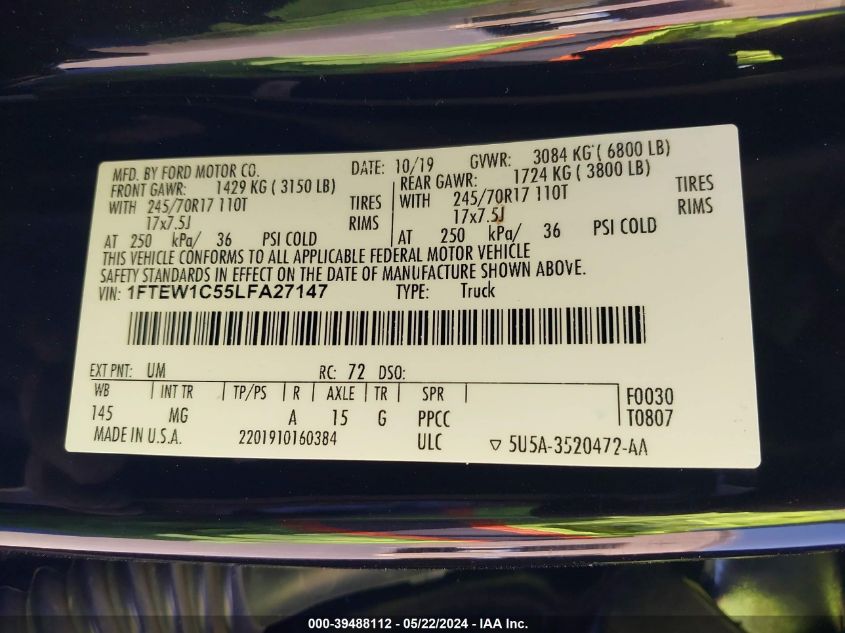 MFD. BY FORD MOTOR CO. DATE: 10/19 GVWR: 3084 KG ( 6800 LB)
FRONT GAWR: 1429 KG ( 3150 LB) REAR GAWR: 1724 KG ( 3800 LB)
WITH 245/70R17 110T TIRES WITH 245/70R17 110T TIRES
17x7.5J RIMS 17x7.5J RIMS
AT 250 kPa/ 36 PSI COLD AT 250 kPa/ 36 PSI COLD
THIS VEHICLE CONFORMS TO ALL APPLICABLE FEDERAL MOTOR VEHICLE
SAFETY STANDARDS IN EFFECT ON THE DATE OF MANUFACTURE SHOWN ABOVE.
VIN: 1FTEW1C55LFA27147 TYPE: Truck
EXT PNT: UM RC: 72 DSO:
WB INT TR TP/PS R AXLE TR SPR F0030
145 MG A 15 G PPCC T0807
MADE IN U.S.A. 2201910160384 ULC ▽ 5U5A-3520472-AA
000-39488112 - 05/22/2024 - IAA Inc.